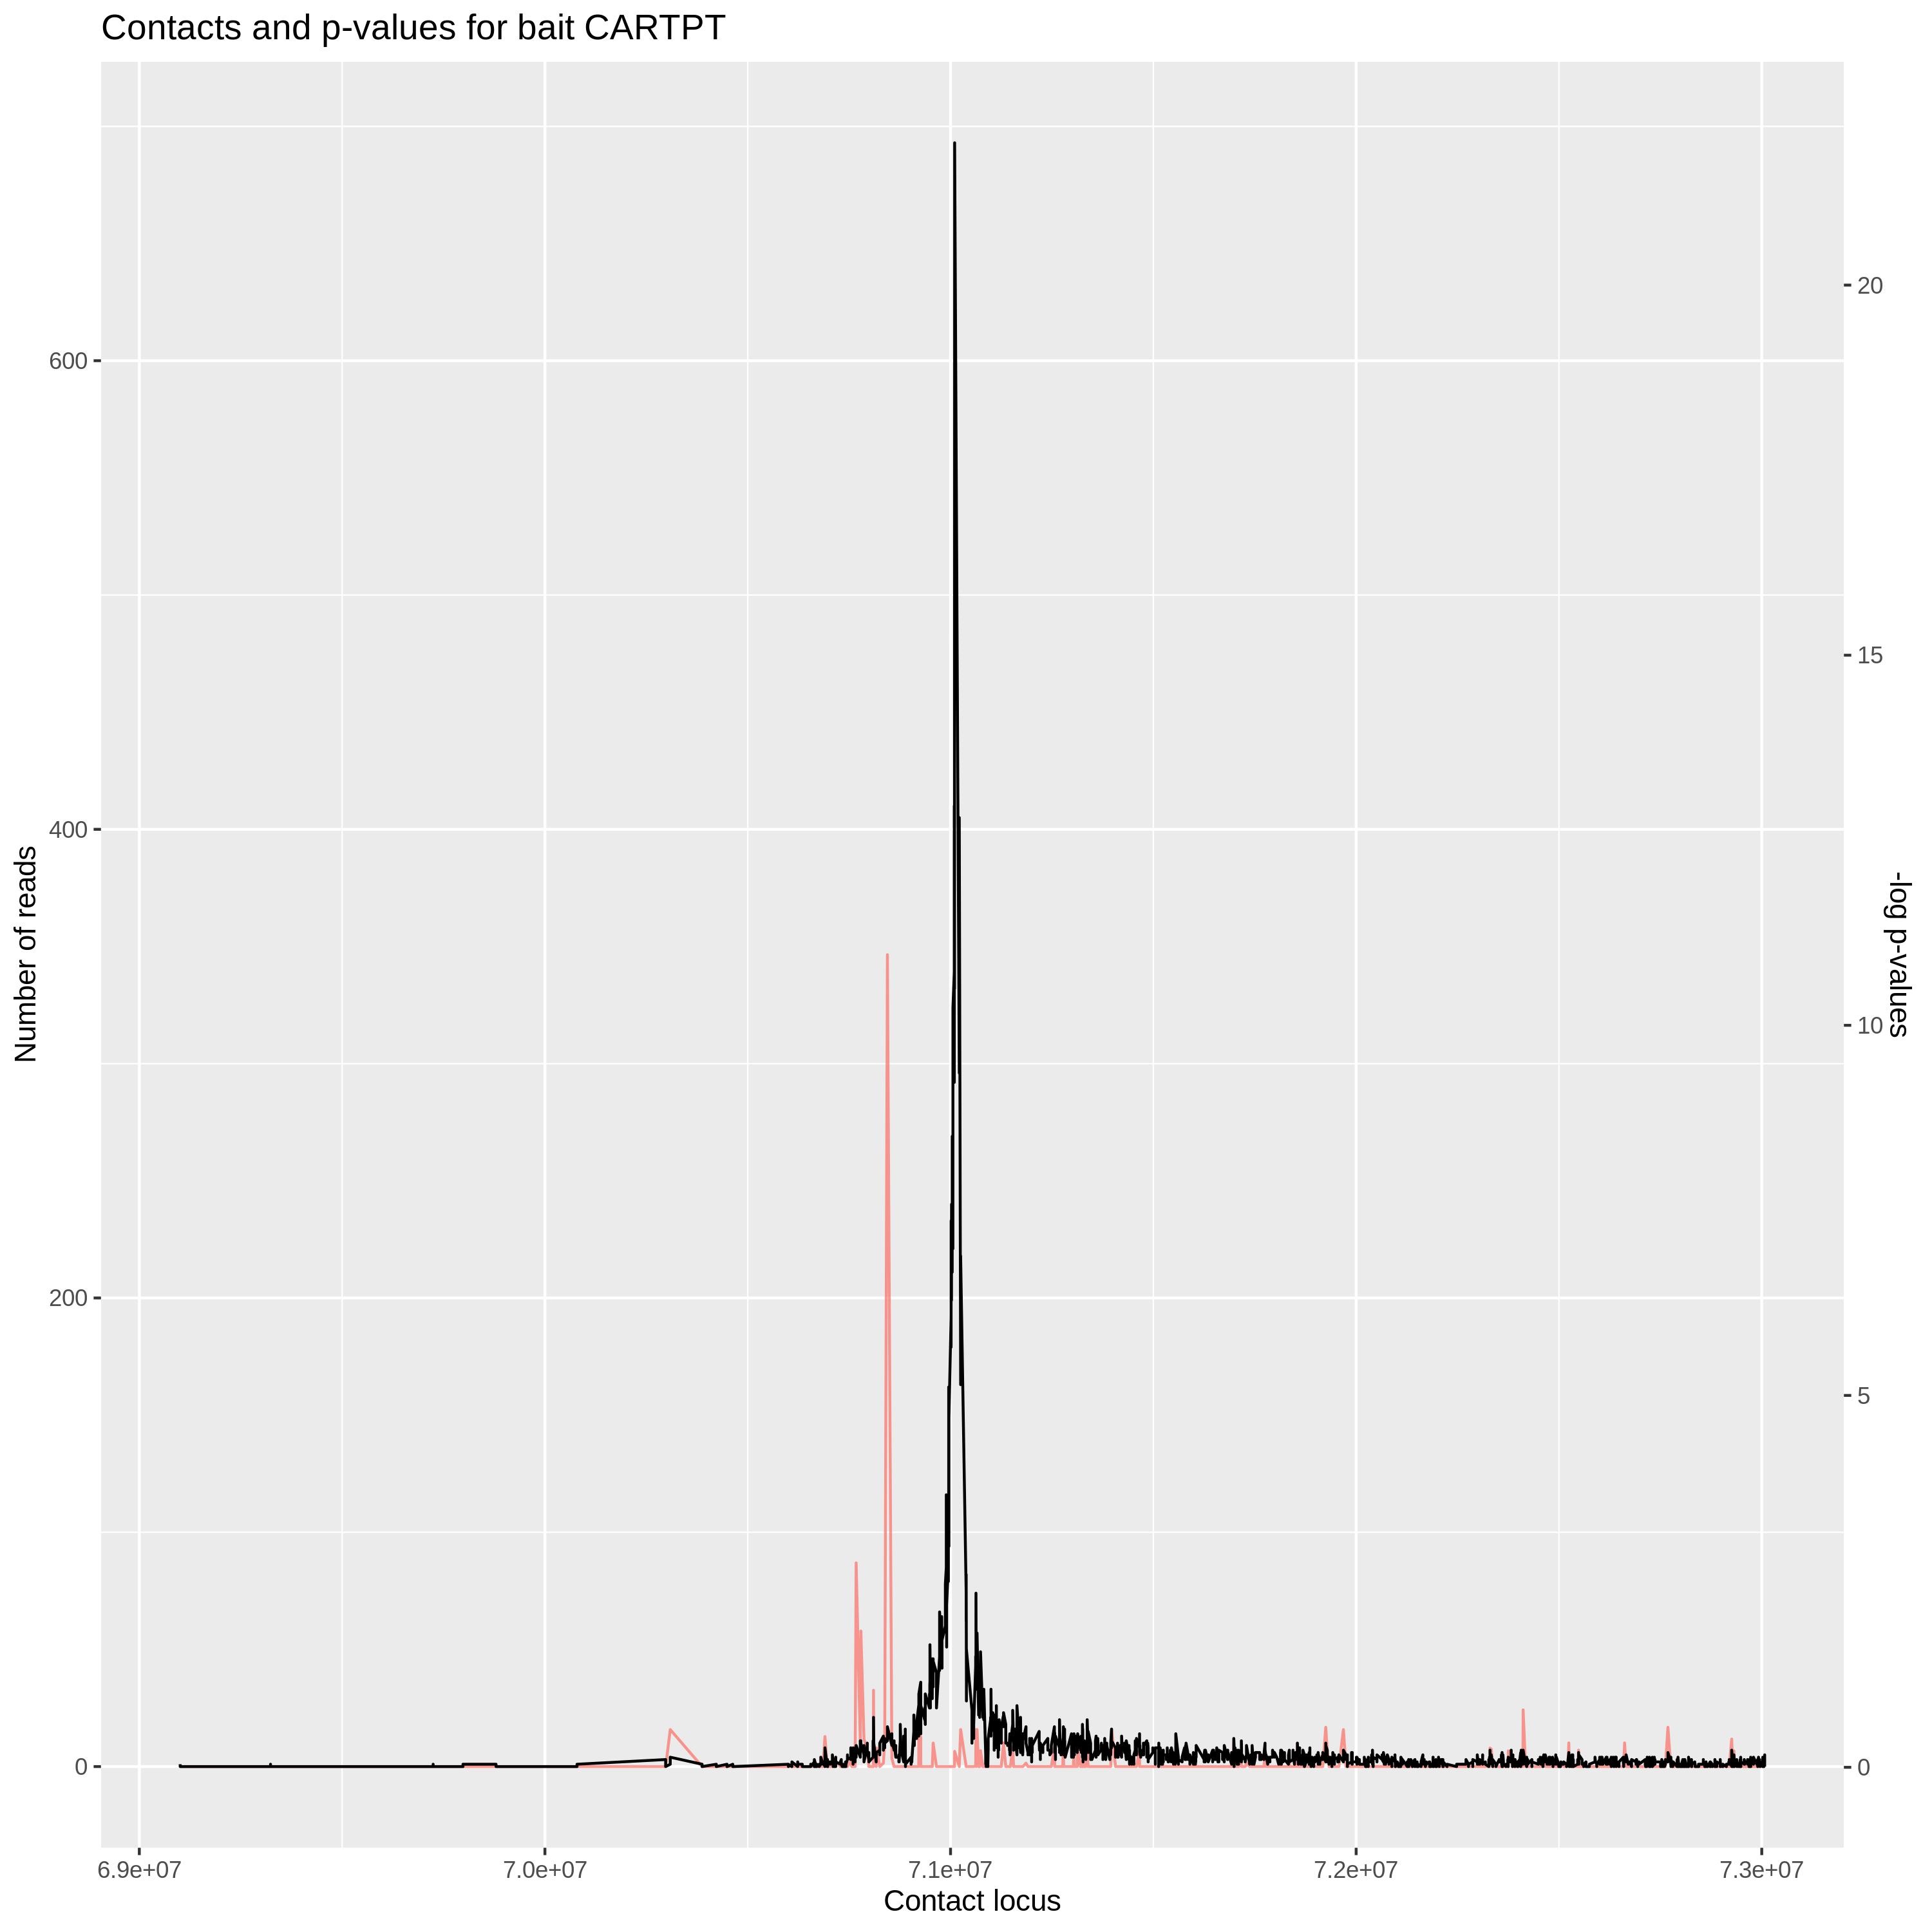 Contacts and p-values for bait CARTPT
600
400
200
0
Number of reads
20
15
10
5
0
-log p-values
6.9e+07
7.0e+07
7.1e+07
7.2e+07
7.3e+07
Contact locus